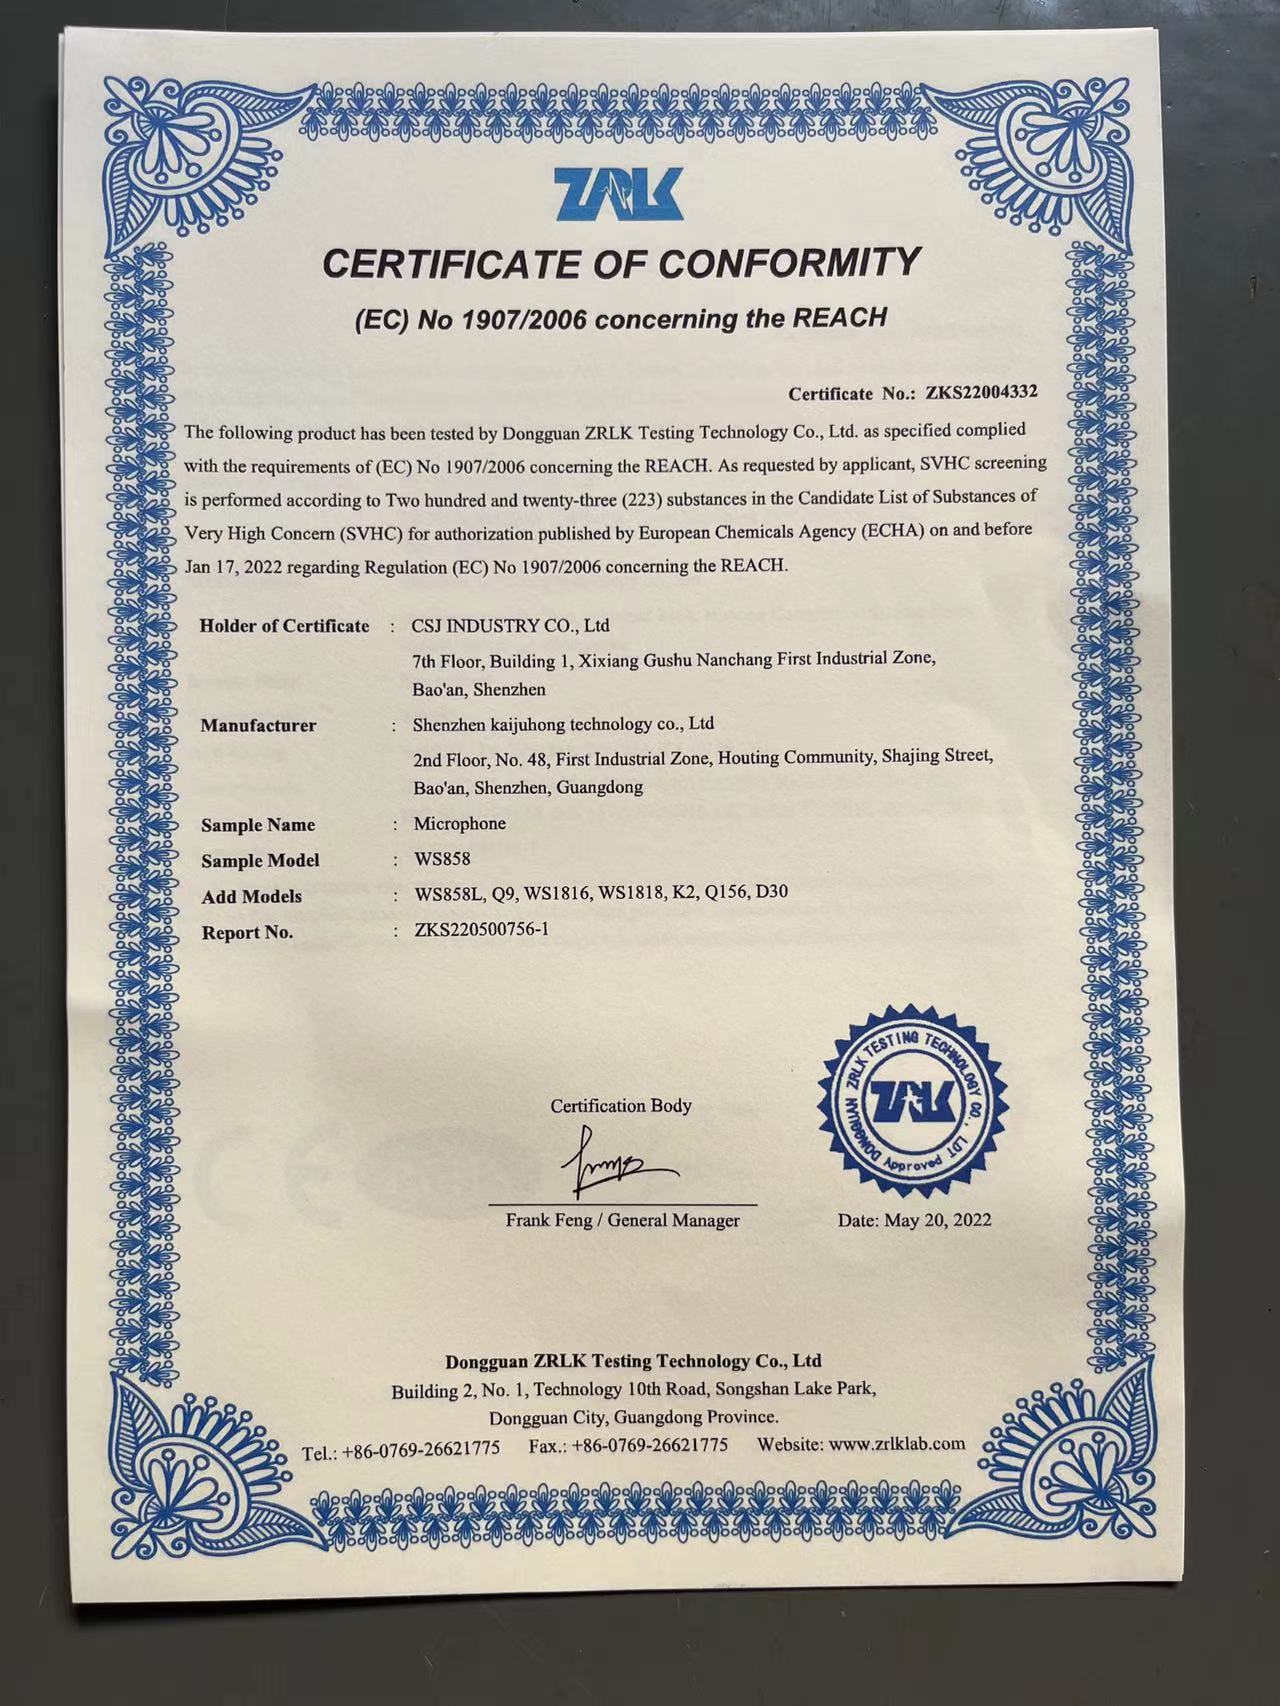 ZRLK
CERTIFICATE OF CONFORMITY
(EC) No 1907/2006 concerning the REACH
Certificate No.: ZKS22004332
The following product has been tested by Dongguan ZRLK Testing Technology Co., Ltd. as specified complied
with the requirements of (EC) No 1907/2006 concerning the REACH. As requested by applicant, SVHC screening
is performed according to Two hundred and twenty-three (223) substances in the Candidate List of Substances of
Very High Concern (SVHC) for authorization published by European Chemicals Agency (ECHA) on and before
Jan 17, 2022 regarding Regulation (EC) No 1907/2006 concerning the REACH.
Holder of Certificate : CSJ INDUSTRY CO., Ltd
7th Floor, Building 1, Xixiang Gushu Nanchang First Industrial Zone,
Bao'an, Shenzhen
Manufacturer : Shenzhen kaijuhong technology co., Ltd
2nd Floor, No. 48, First Industrial Zone, Houting Community, Shajing Street,
Bao'an, Shenzhen, Guangdong
Sample Name : Microphone
Sample Model : WS858
Add Models : WS858L, Q9, WS1816, WS1818, K2, Q156, D30
Report No. : ZKS220500756-1
DONGGUAN ZRLK TESTING TECHNOLOGY CO., LDT
ZRLK
Approved
Certification Body
Frank Feng / General Manager
Date: May 20, 2022
Dongguan ZRLK Testing Technology Co., Ltd
Building 2, No. 1, Technology 10th Road, Songshan Lake Park,
Dongguan City, Guangdong Province.
Tel.: +86-0769-26621775 Fax.: +86-0769-26621775 Website: www.zrlklab.com